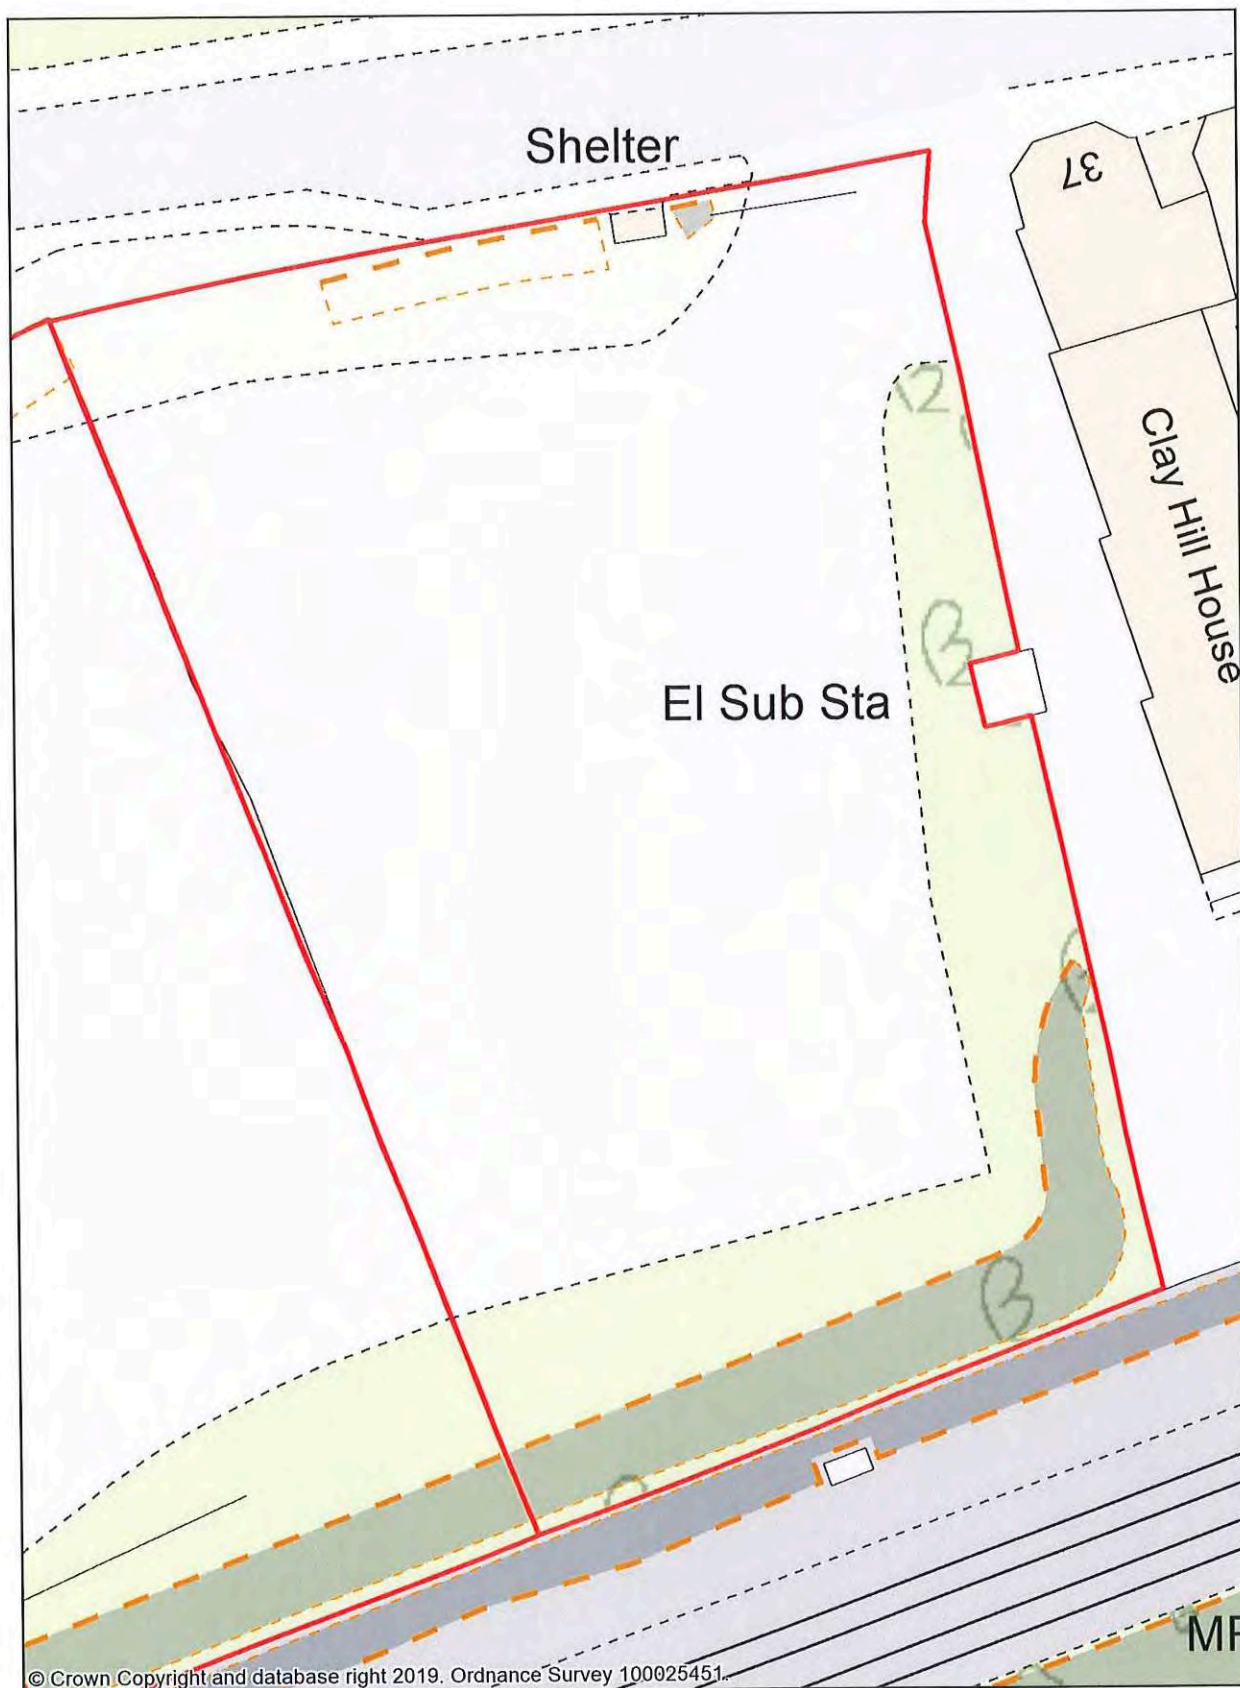 Shelter
37
Clay Hill House
El Sub Sta
MP
© Crown Copyright and database right 2019. Ordnance Survey 100025451.